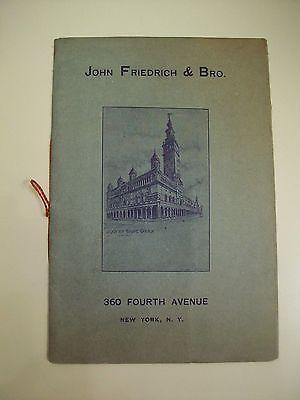 JOHN FRIEDRICH & BRO.
360 FOURTH AVENUE
NEW YORK, N. Y.